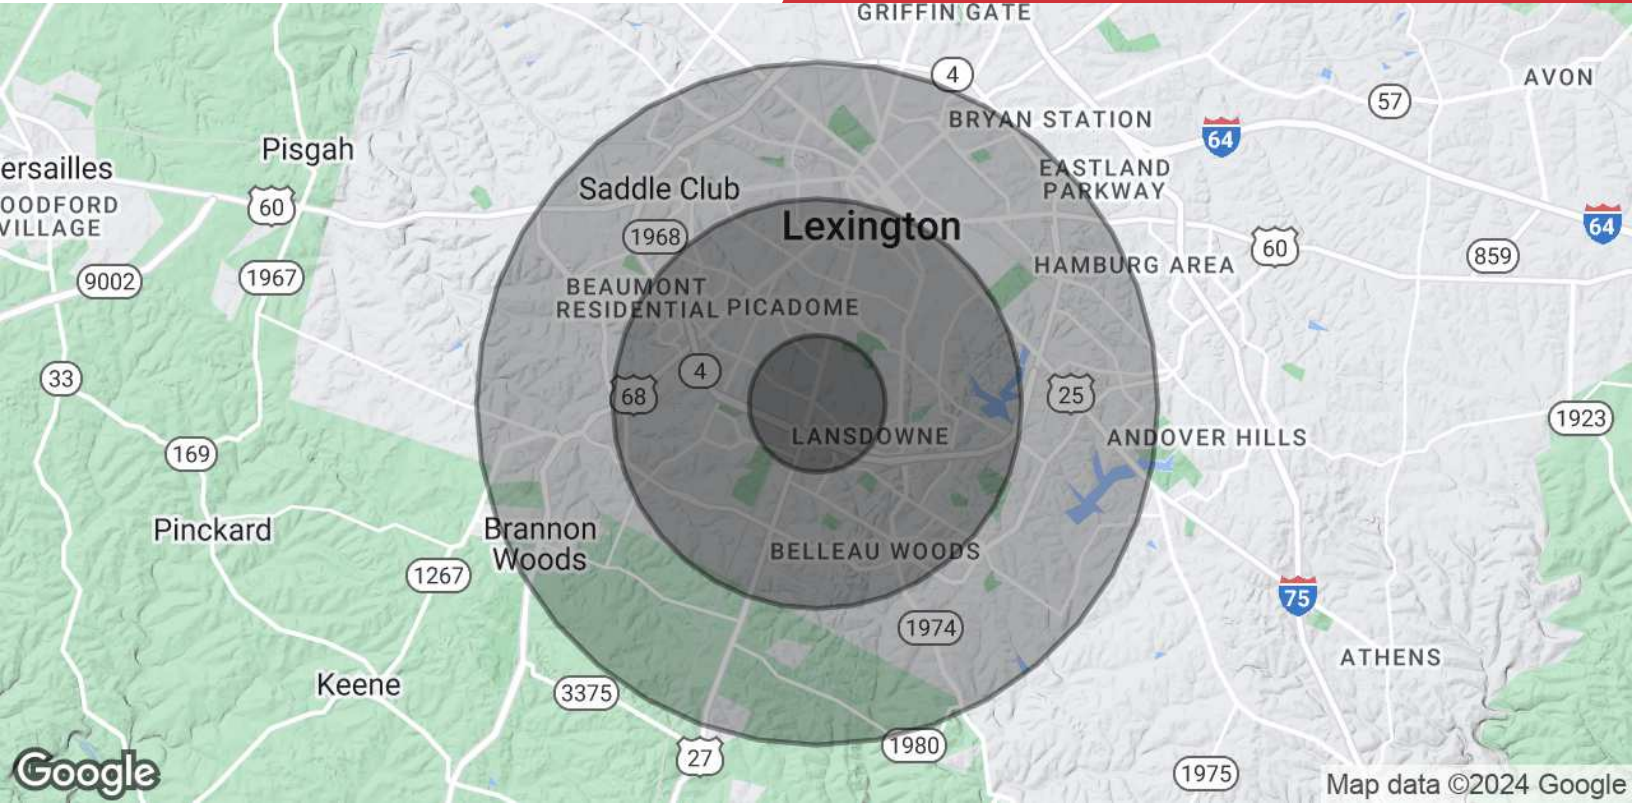 GRIFFIN GATE
4
AVON
57
BRYAN STATION
64
Pisgah
ersailles
EASTLAND
PARKWAY
Saddle Club
60
OODFORD
VILLAGE
Lexington
64
1968
60
859
HAMBURG AREA
9002
1967
BEAUMONT
RESIDENTIAL
PICADOME
33
4
68
25
1923
LANSDOWNE
ANDOVER HILLS
169
Pinckard
Brannon
Woods
BELLEAU WOODS
1267
75
1974
ATHENS
Keene
3375
27
1980
1975
Google
Map data ©2024 Google